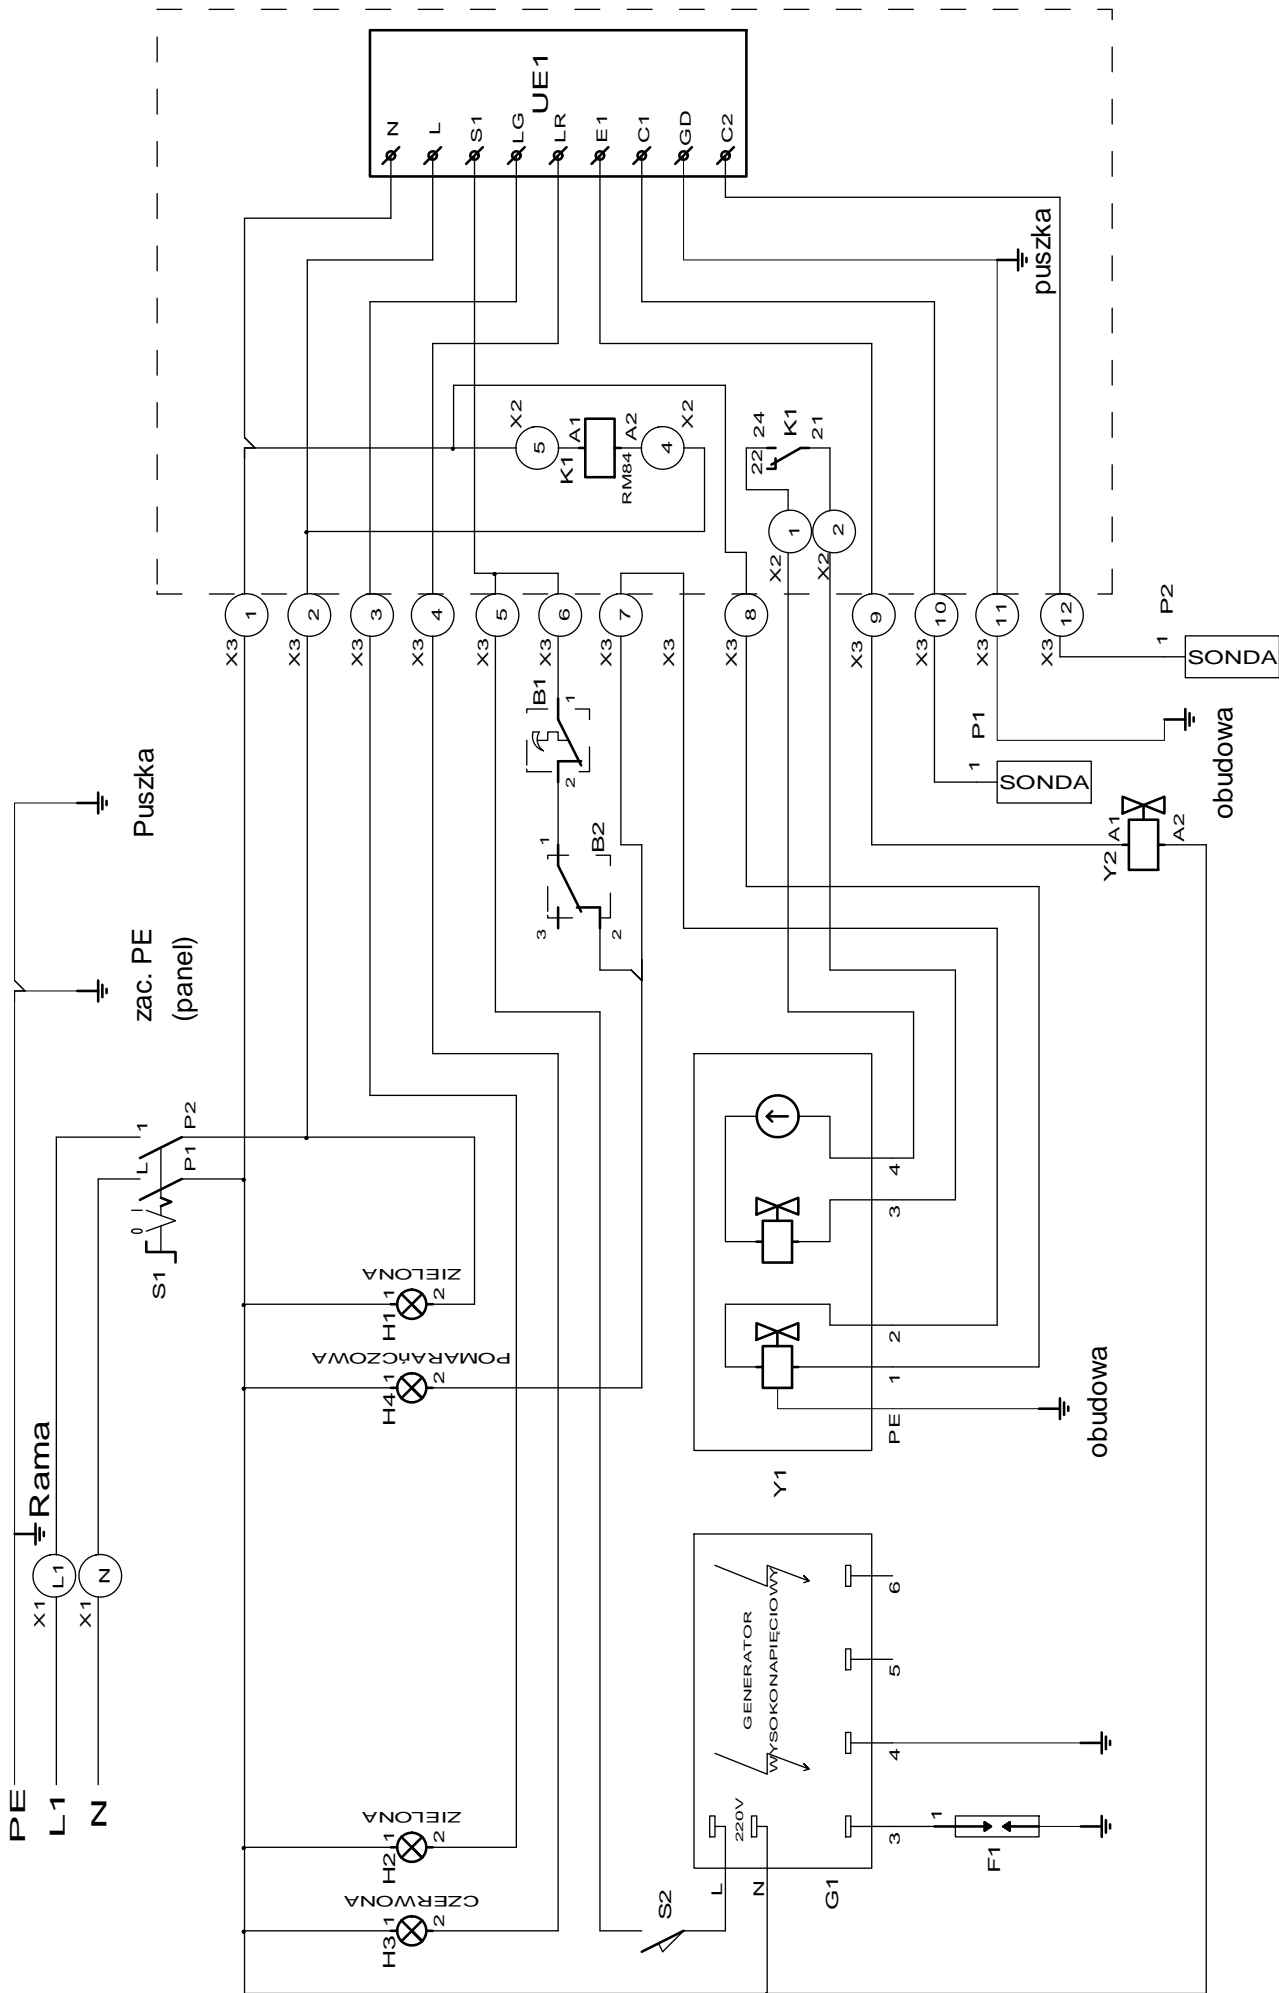 UE1
N
L
S1
LG
LR
E1
C1
GD
C2
puszka
X2
5
A1
K1
RM84
A2
4
X2
24
22
K1
21
1
X2
2
X2
1
X3
2
X3
3
X3
4
X3
5
X3
6
X3
7
X3
X3
8
X3
9
X3
10
X3
11
X3
12
X3
1
P2
SONDA
P1
1
SONDA
obudowa
B1
1
2
1
B2
3
2
Y2
A1
A2
Puszka
zac. PE
(panel)
1
P2
L
P1
0 I
S1
ZIELONA
H1
1
2
POMARAńCZOWA
H4
1
2
4
3
2
1
PE
Y1
obudowa
Rama
L1
X1
N
X1
PE
L1
N
GENERATOR
WYSOKONAPIĘCIOWY
220V
6
5
4
3
L
N
G1
1
F1
S2
ZIELONA
H2
1
2
CZERWONA
H3
1
2